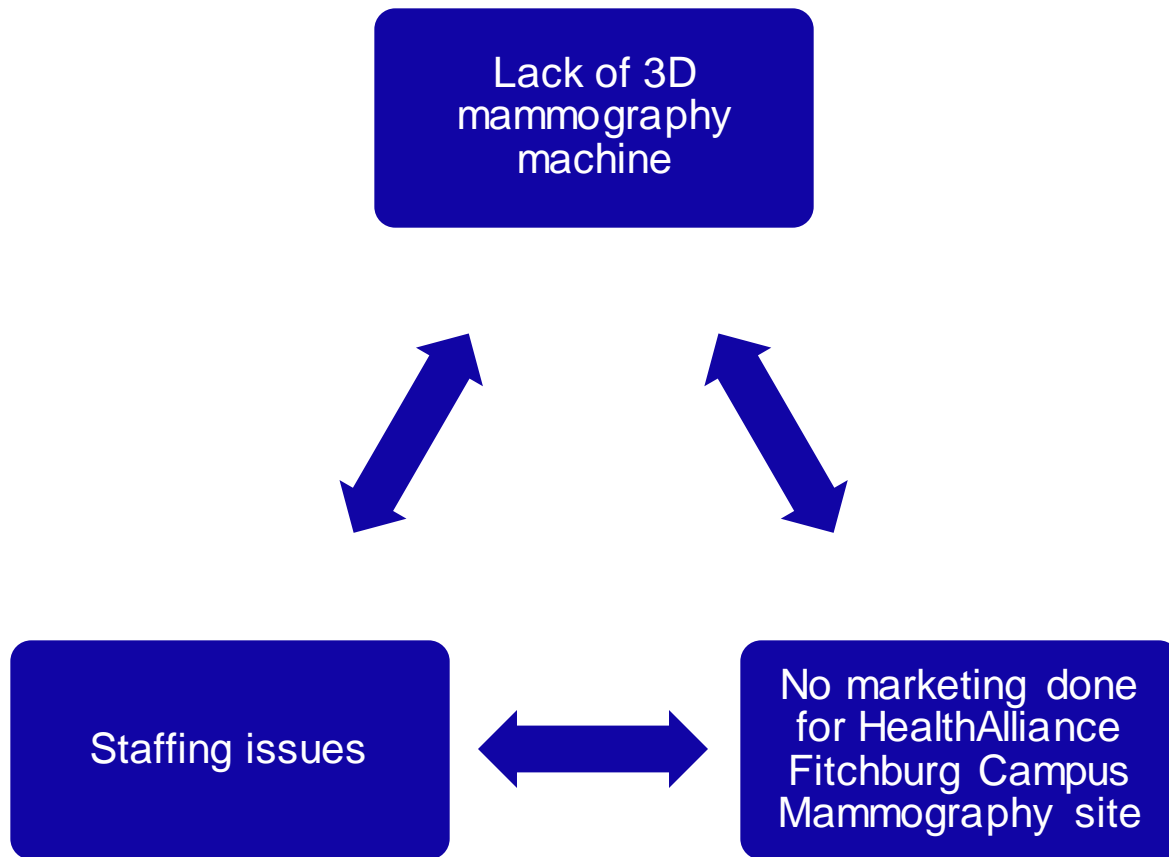 Lack of 3D
mammography
machine
Staffing issues
No marketing done
for HealthAlliance
Fitchburg Campus
Mammography site